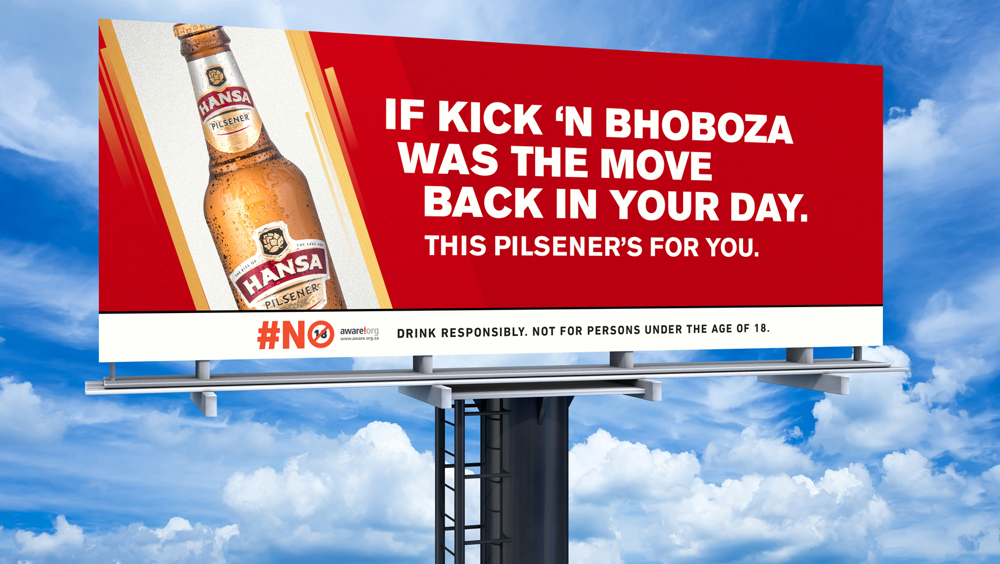 HANSA
PILSENER
HANSA
THE KISS OF THE SAAZ HOP
HANSA
PILSENER
IF KICK ‘N BHOBOZA
WAS THE MOVE
BACK IN YOUR DAY.
THIS PILSENER’S FOR YOU.
#NO
18
aware!org
www.aware.org.za
DRINK RESPONSIBLY. NOT FOR PERSONS UNDER THE AGE OF 18.